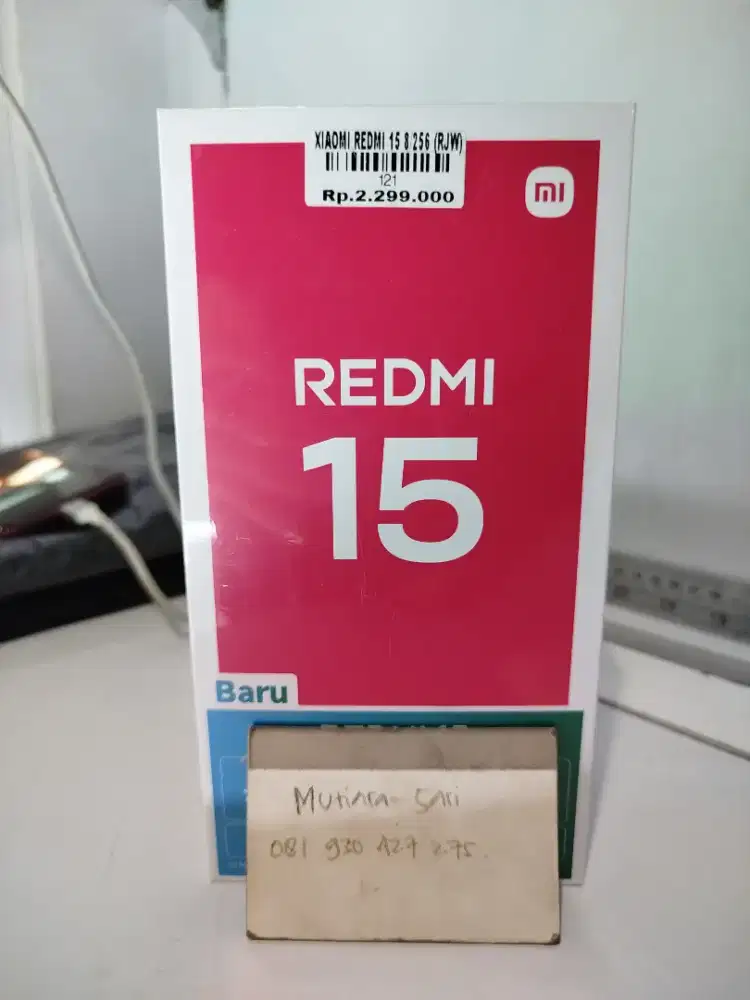 XIAOMI REDMI 15 8 256 (RJW)
121
Rp.2.299.000
mi
REDMI
15
Baru
Mutiara Sari
081 930 427 275.